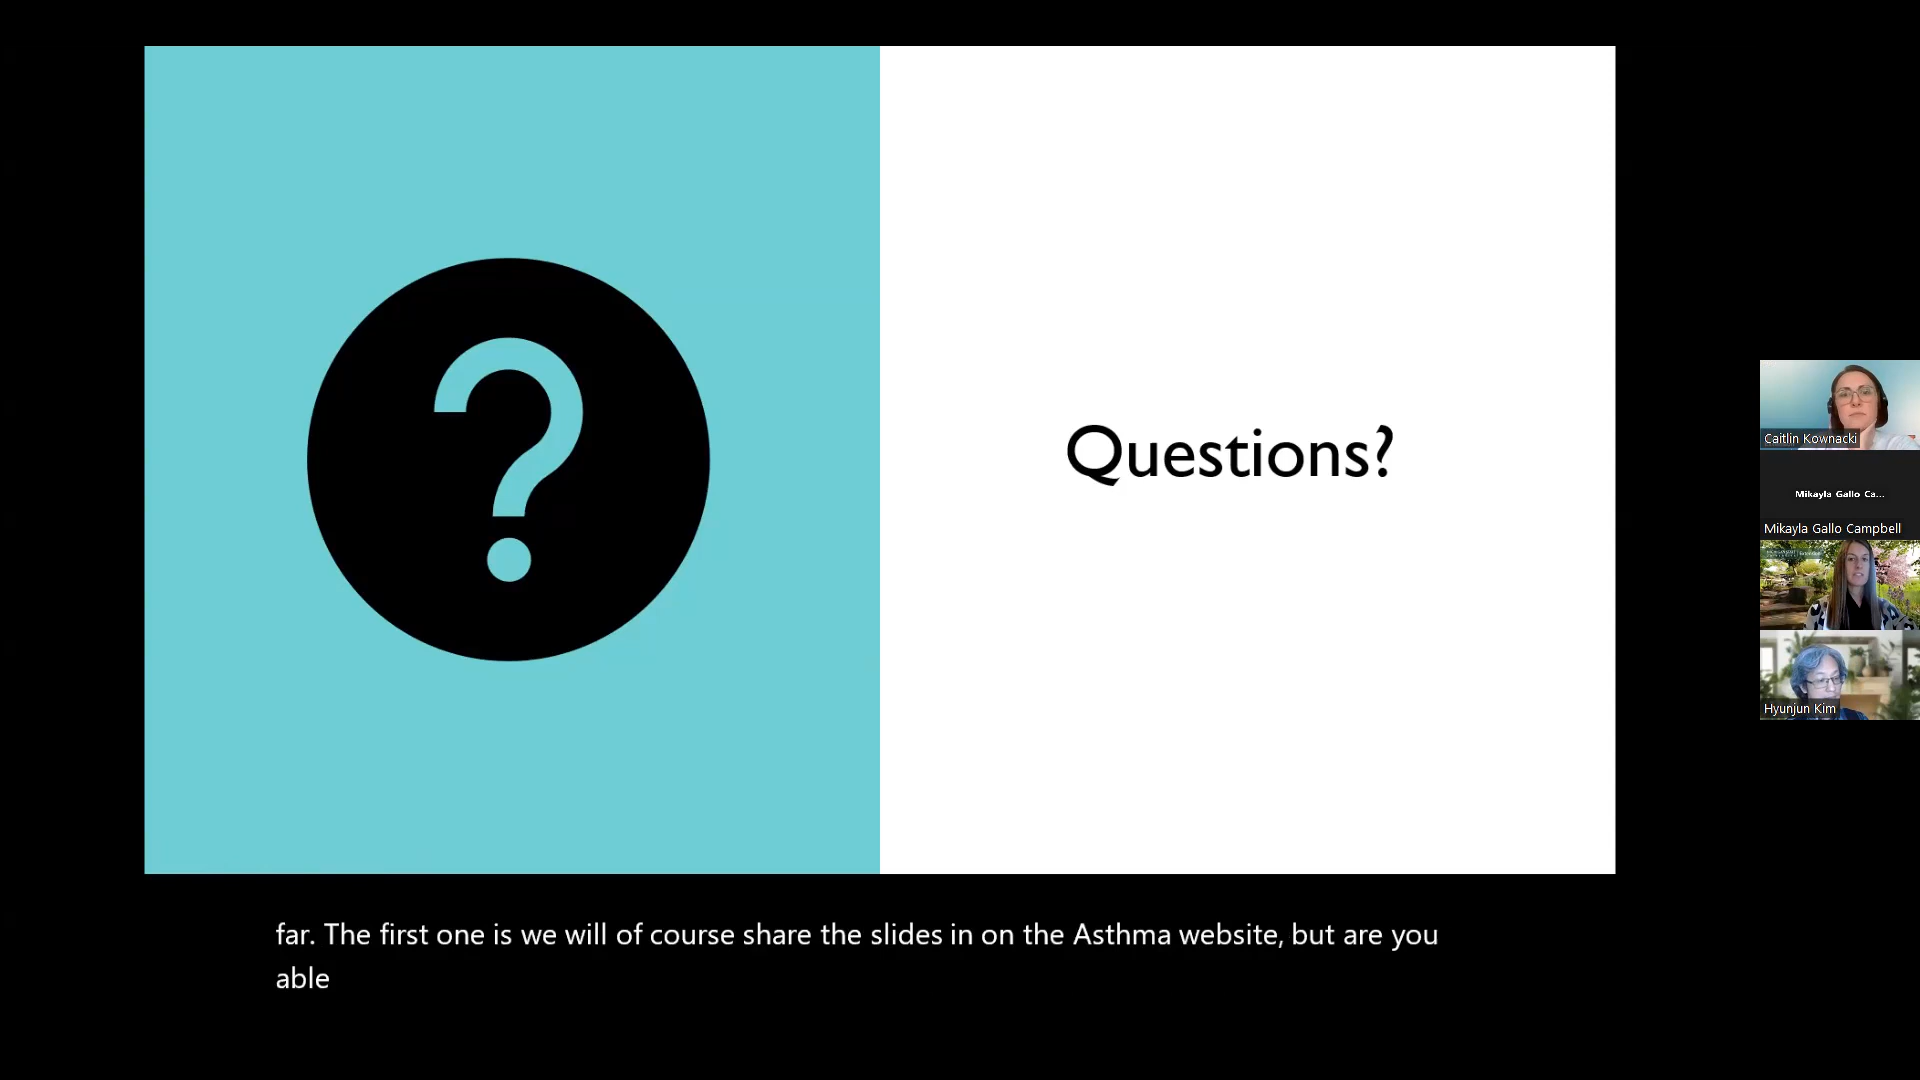 ?
Questions?
Caitlin Kownacki
Mikayla Gallo Ca...
Mikayla Gallo Campbell
Hyunjun Kim
far. The first one is we will of course share the slides in on the Asthma website, but are you
able